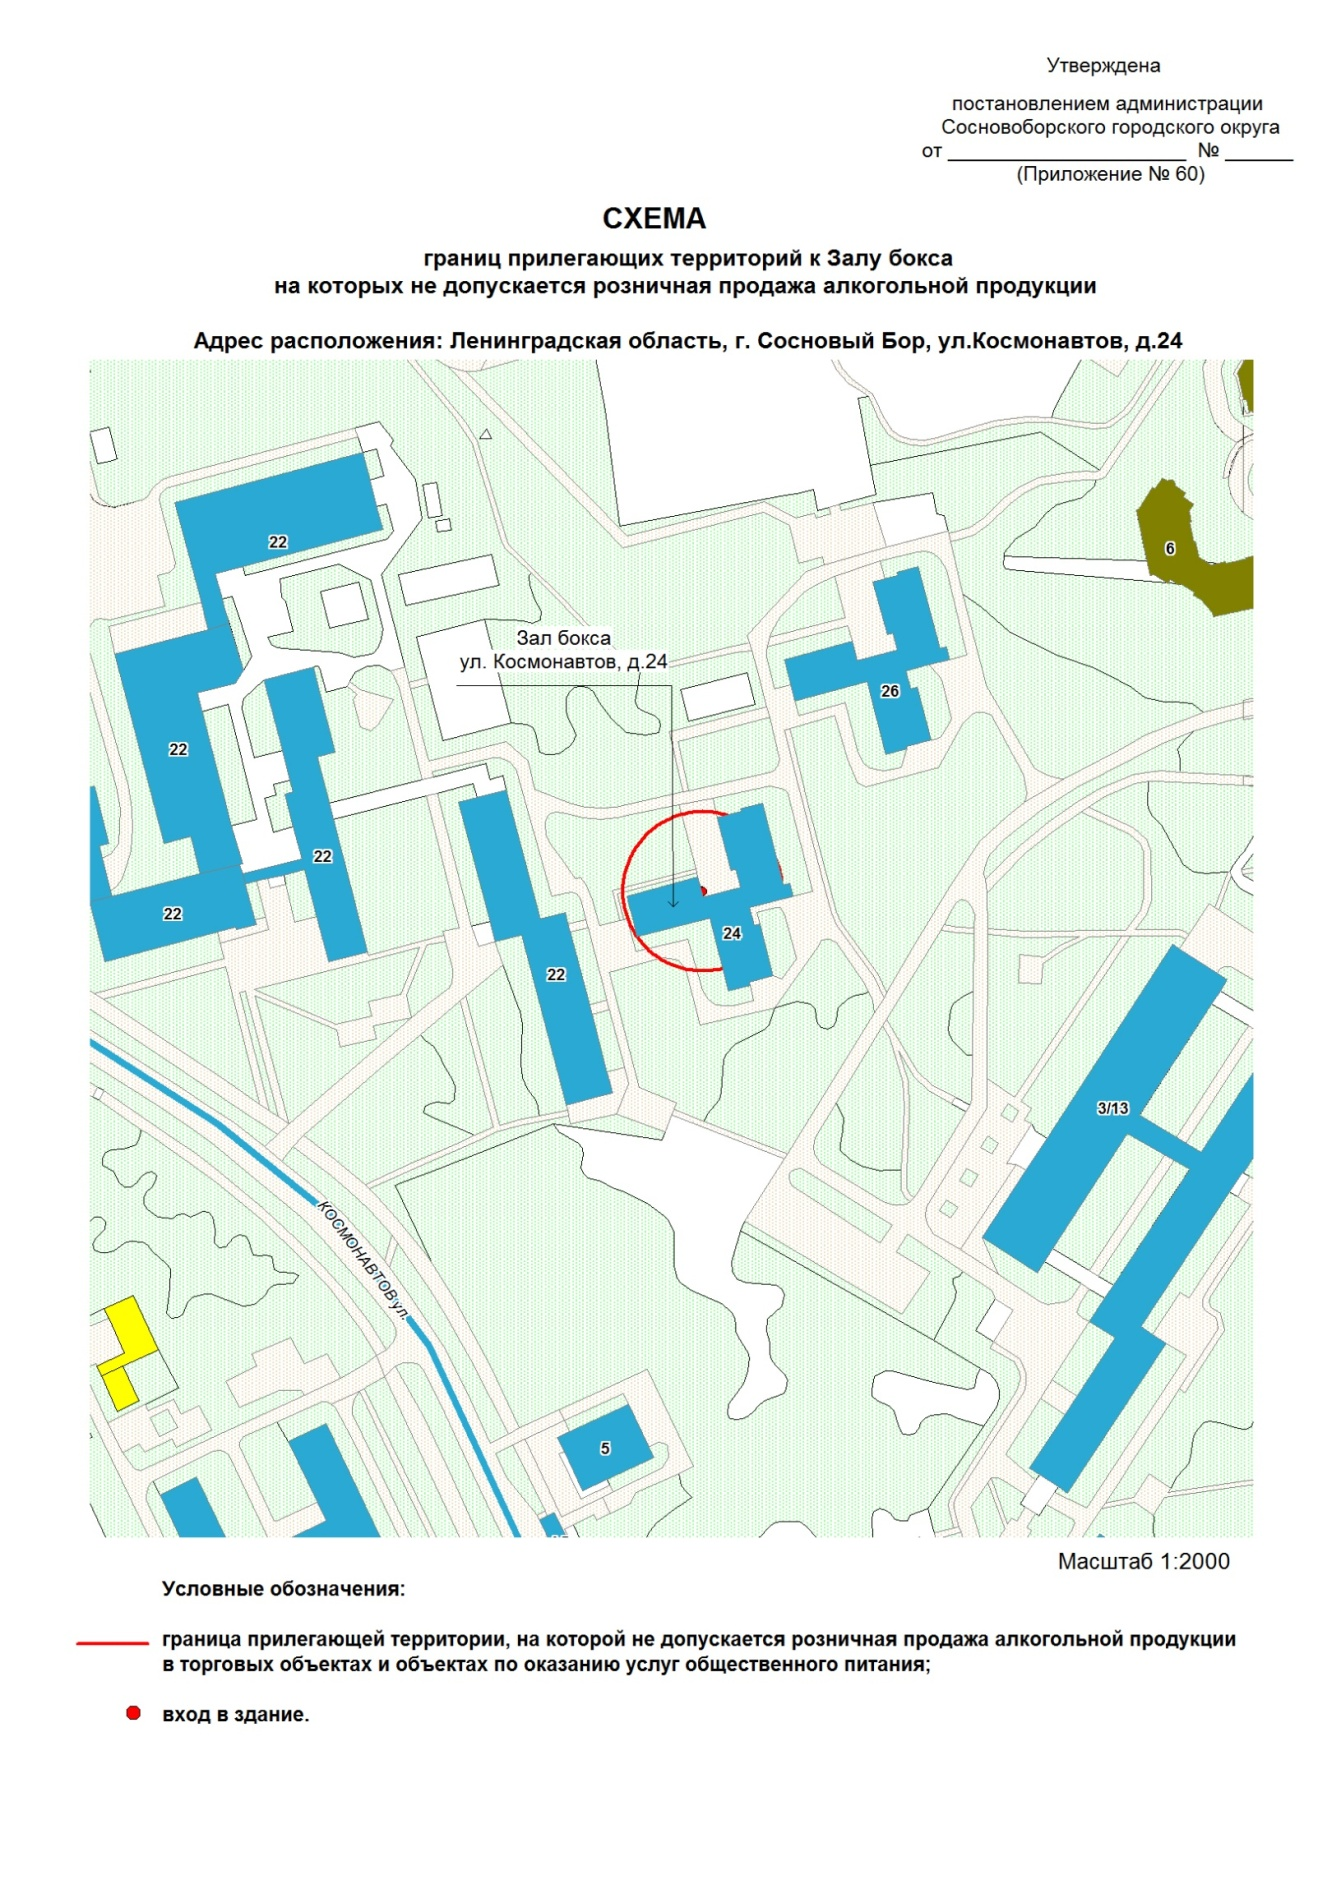 Утверждена
постановлением администрации
Сосновоборского городского округа
от ______________________ № ______
(Приложение № 60)
СХЕМА
границ прилегающих территорий к Залу бокса
на которых не допускается розничная продажа алкогольной продукции
Адрес расположения: Ленинградская область, г. Сосновый Бор, ул.Космонавтов, д.24
22
6
Зал бокса
ул. Космонавтов, д.24
26
22
22
22
24
22
3/13
КОСМОНАВТОВ ул.
5
Масштаб 1:2000
Условные обозначения:
граница прилегающей территории, на которой не допускается розничная продажа алкогольной продукции
в торговых объектах и объектах по оказанию услуг общественного питания;
вход в здание.